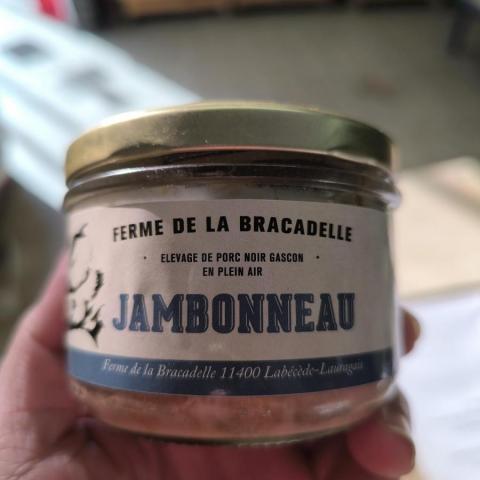 FERME DE LA BRACADELLE
• ELEVAGE DE PORC NOIR GASCON •
EN PLEIN AIR
JAMBONNEAU
Ferme de la Bracadelle 11400 Labécède-Lauragais